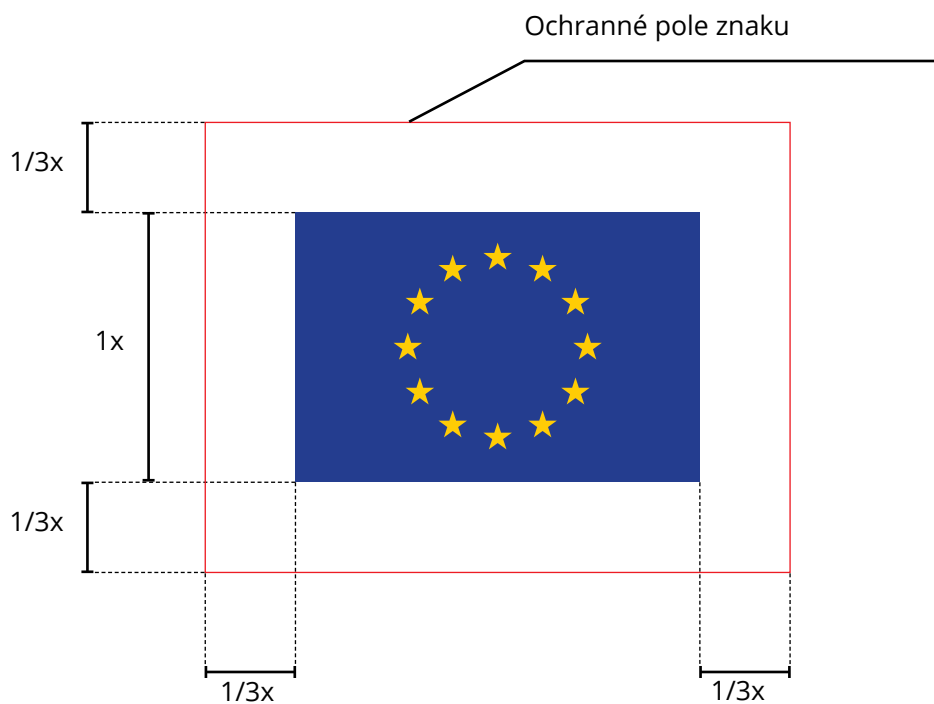 Ochranné pole znaku
1/3x
1x
1/3x
1/3x
1/3x